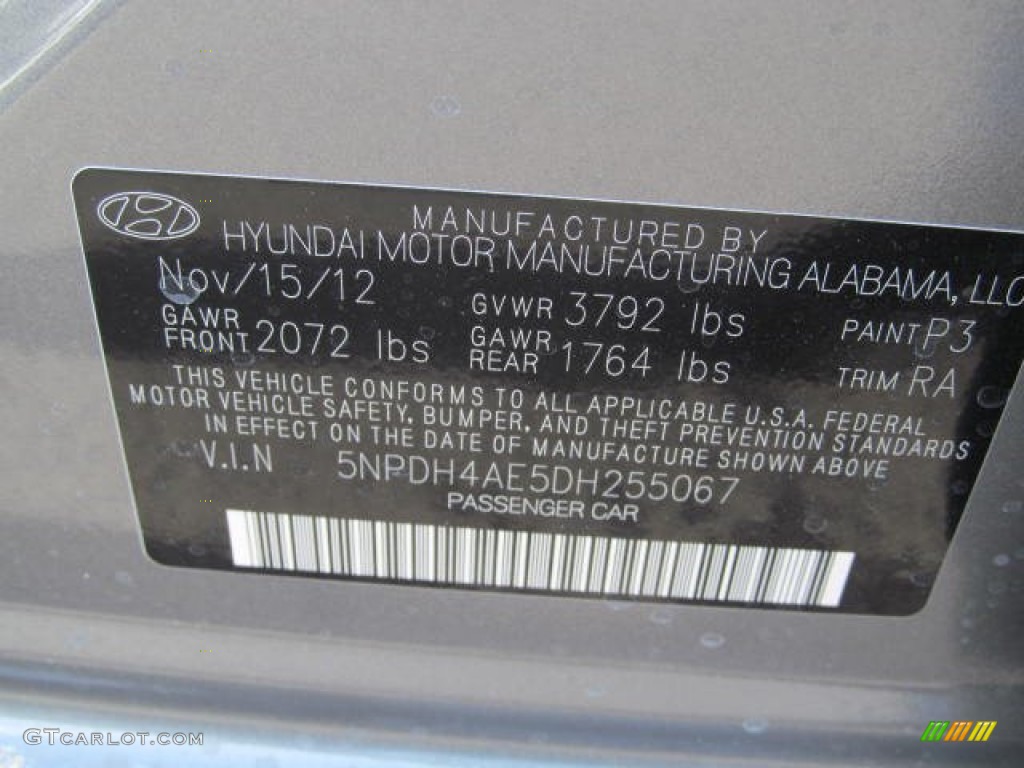 MANUFACTURED BY
HYUNDAI MOTOR MANUFACTURING ALABAMA, LLC
Nov/15/12 GVWR 3792 lbs PAINT P3
GAWR FRONT 2072 lbs GAWR REAR 1764 lbs TRIM RA
THIS VEHICLE CONFORMS TO ALL APPLICABLE U.S.A. FEDERAL
MOTOR VEHICLE SAFETY, BUMPER, AND THEFT PREVENTION STANDARDS
IN EFFECT ON THE DATE OF MANUFACTURE SHOWN ABOVE
V.I.N 5NPDH4AE5DH255067
PASSENGER CAR
GTCARLOT.COM